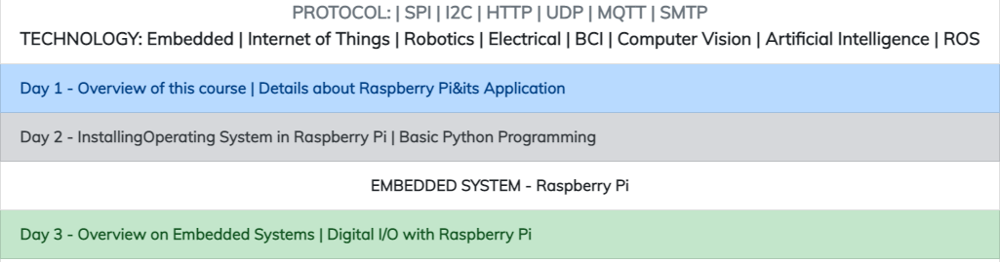 PROTOCOL: | SPI | I2C | HTTP | UDP | MQTT | SMTP
TECHNOLOGY: Embedded | Internet of Things | Robotics | Electrical | BCI | Computer Vision | Artificial Intelligence | ROS
Day 1 - Overview of this course | Details about Raspberry Pi&its Application
Day 2 - InstallingOperating System in Raspberry Pi | Basic Python Programming
EMBEDDED SYSTEM - Raspberry Pi
Day 3 - Overview on Embedded Systems | Digital I/O with Raspberry Pi